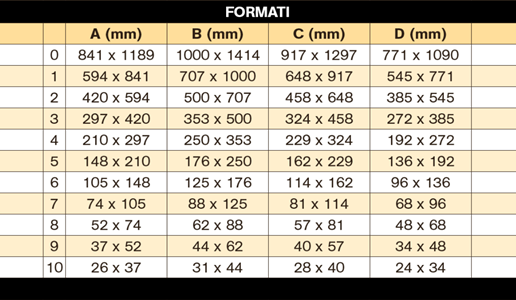 FORMATI
A (mm) B (mm) C (mm) D (mm)
0 841 x 1189 1000 x 1414 917 x 1297 771 x 1090
1 594 x 841 707 x 1000 648 x 917 545 x 771
2 420 x 594 500 x 707 458 x 648 385 x 545
3 297 x 420 353 x 500 324 x 458 272 x 385
4 210 x 297 250 x 353 229 x 324 192 x 272
5 148 x 210 176 x 250 162 x 229 136 x 192
6 105 x 148 125 x 176 114 x 162 96 x 136
7 74 x 105 88 x 125 81 x 114 68 x 96
8 52 x 74 62 x 88 57 x 81 48 x 68
9 37 x 52 44 x 62 40 x 57 34 x 48
10 26 x 37 31 x 44 28 x 40 24 x 34